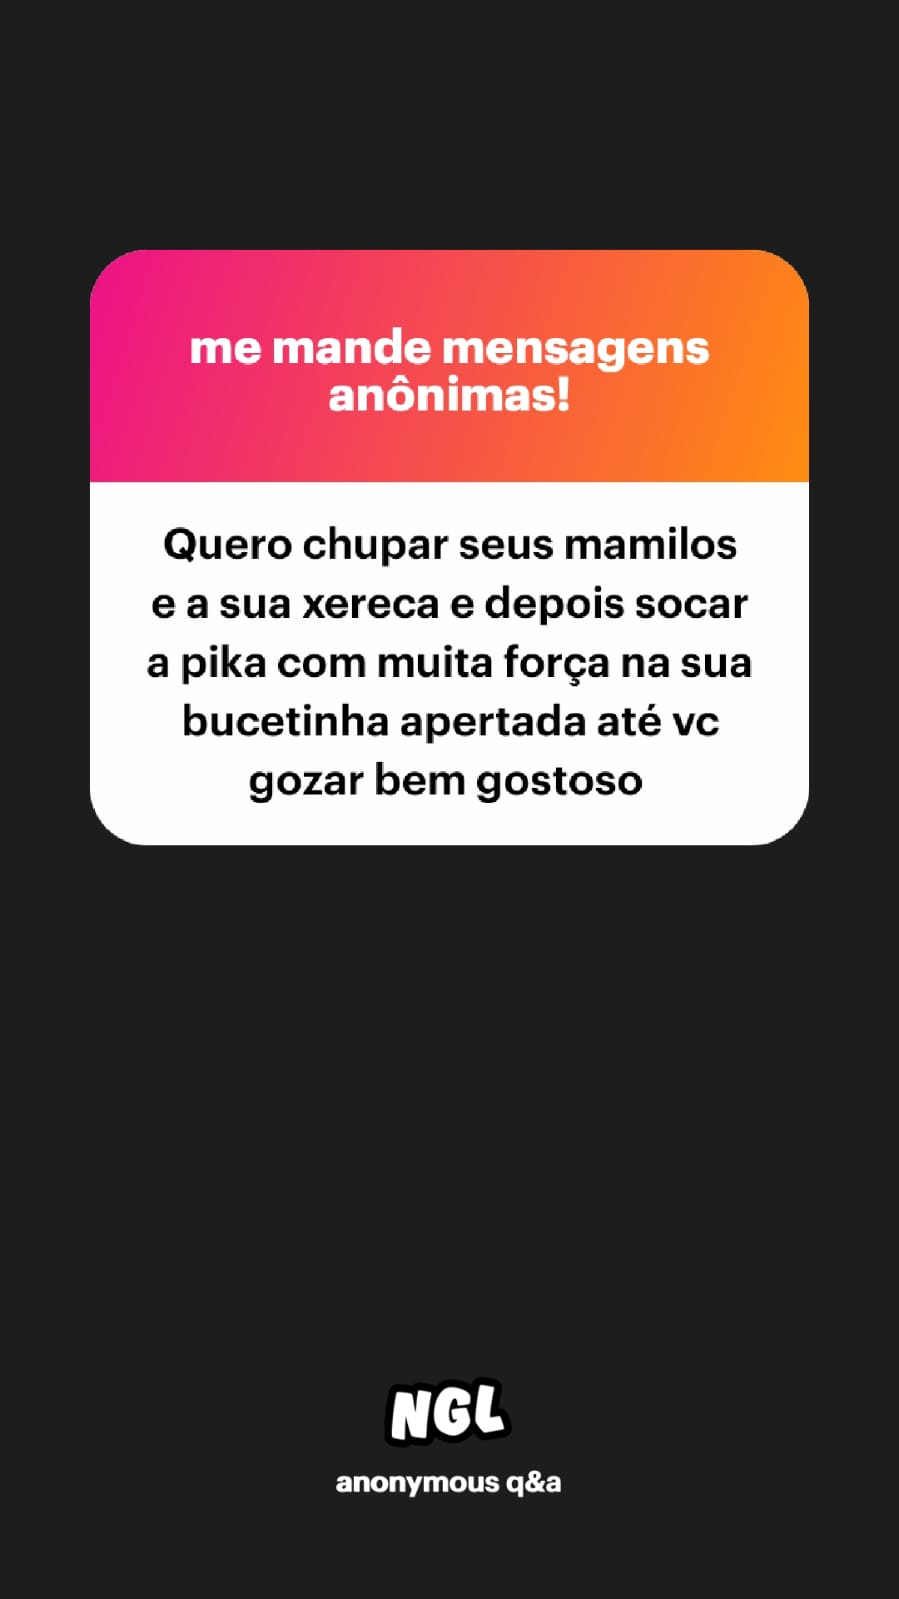 me mande mensagens
anônimas!
Quero chupar seus mamilos
e a sua xereca e depois socar
a pika com muita força na sua
bucetinha apertada até vc
gozar bem gostoso
NGL
anonymous q&a